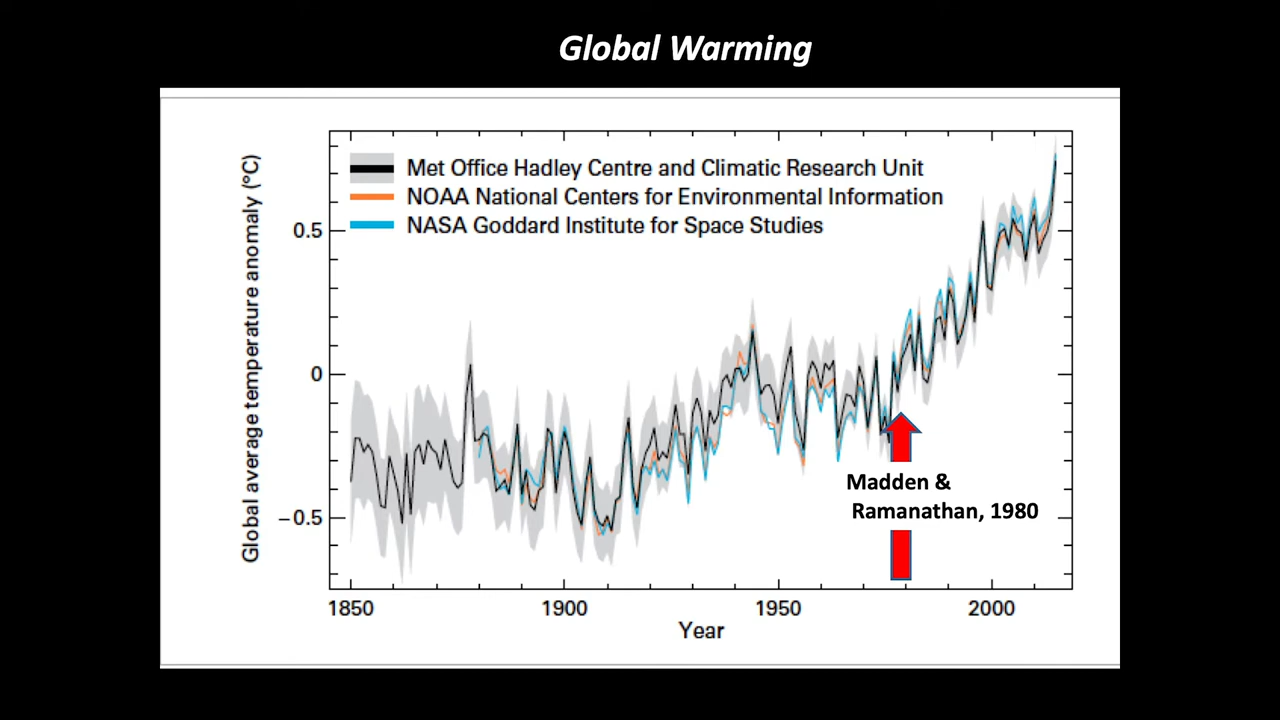 Global Warming
Met Office Hadley Centre and Climatic Research Unit
NOAA National Centers for Environmental Information
NASA Goddard Institute for Space Studies
Global average temperature anomaly (°C)
0.5
0
−0.5
Madden &
Ramanathan, 1980
1850 1900 1950 2000
Year